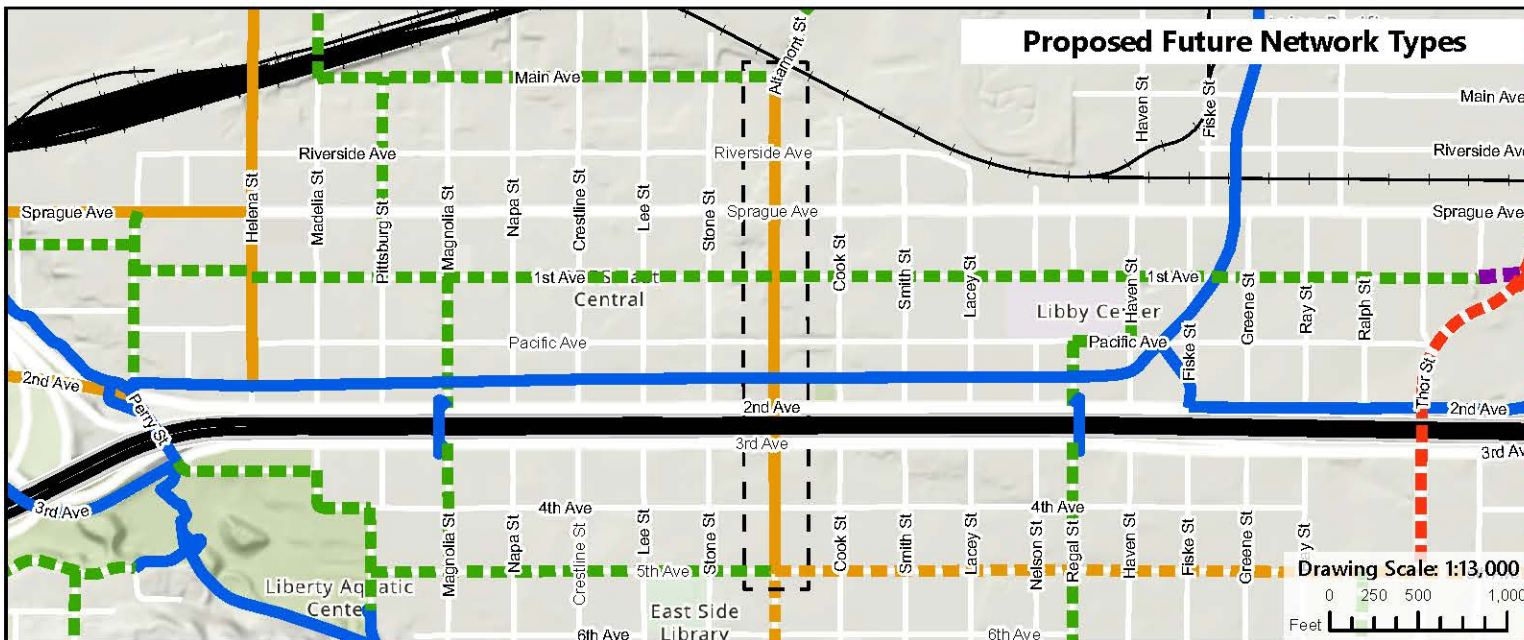 Proposed Future Network Types
Altamont St
Main Ave
Haven St
Fiske St
Main Ave
Riverside Ave
Riverside Ave
Riverside Ave
Sprague Ave
Helena St
Madelia St
Pittsburg St
Magnolia St
Napa St
Crestline St
Lee St
Stone St
Sprague Ave
Sprague Ave
1st Ave
Central
Cook St
Smith St
Lacey St
Haven St
1st Ave
Greene St
Ray St
Ralph St
Libby Center
Pacific Ave
Pacific Ave
Fiske St
2nd Ave
Perry St
2nd Ave
Thor St
2nd Ave
3rd Ave
3rd Av
3rd Ave
4th Ave
4th Ave
Magnolia St
Napa St
Crestline St
Lee St
Stone St
Cook St
Smith St
Lacey St
Nelson St
Regal St
Haven St
Fiske St
Greene St
y St
5th Ave
Liberty Aquatic
Center
East Side
Library
6th Ave
6th Ave
Drawing Scale: 1:13,000
0 250 500 1,000
Feet